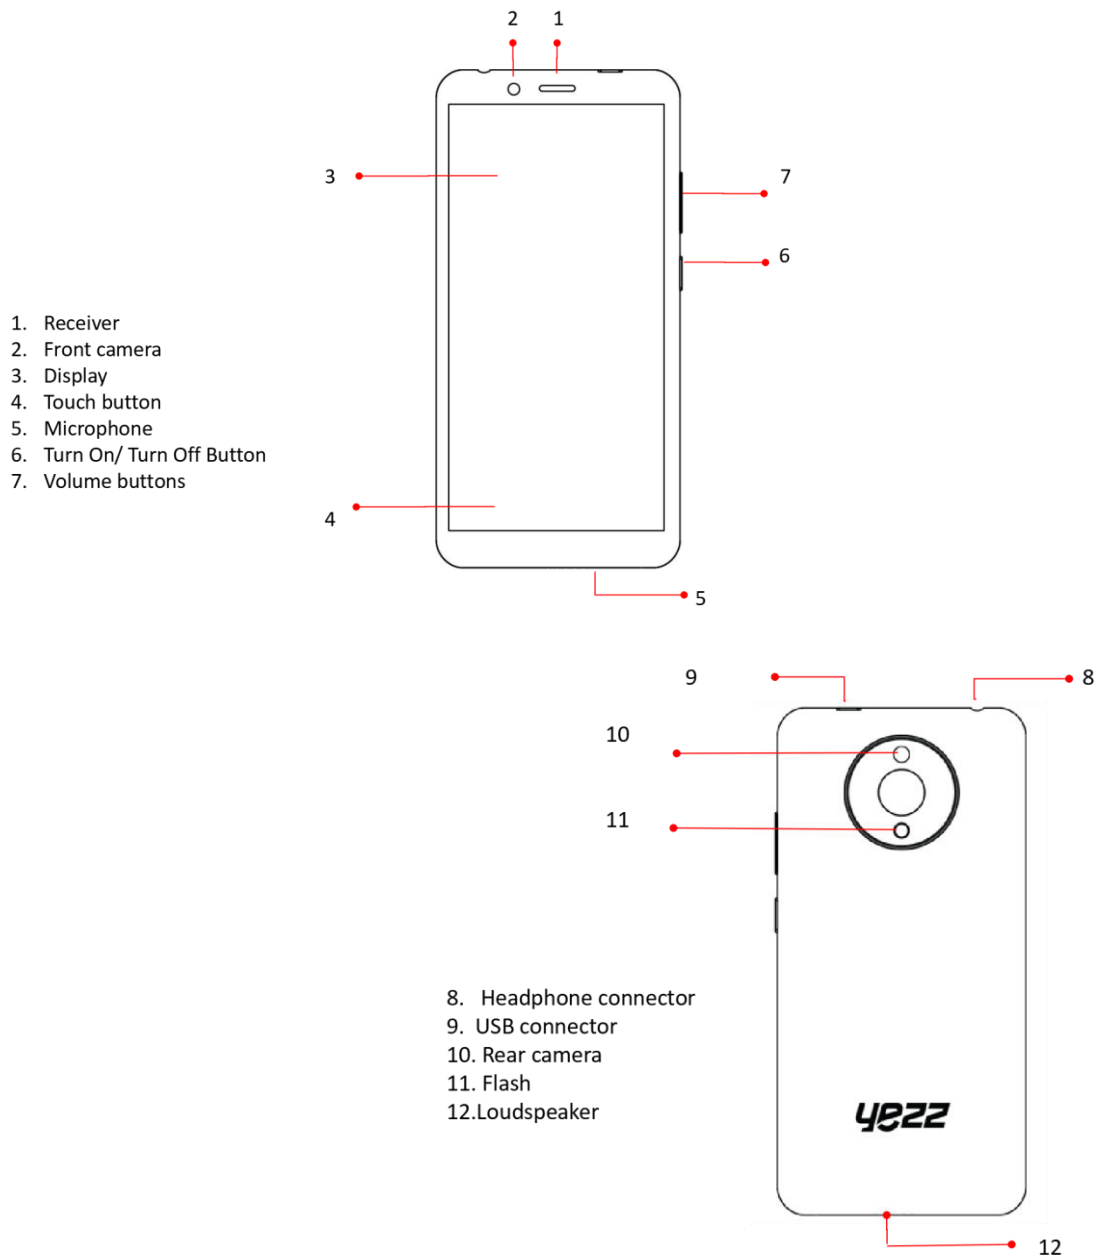 2 1
3
7
6
1. Receiver
2. Front camera
3. Display
4. Touch button
5. Microphone
6. Turn On/ Turn Off Button
7. Volume buttons
4
5
9
8
10
11
8. Headphone connector
9. USB connector
10. Rear camera
11. Flash
12.Loudspeaker
yezz
12